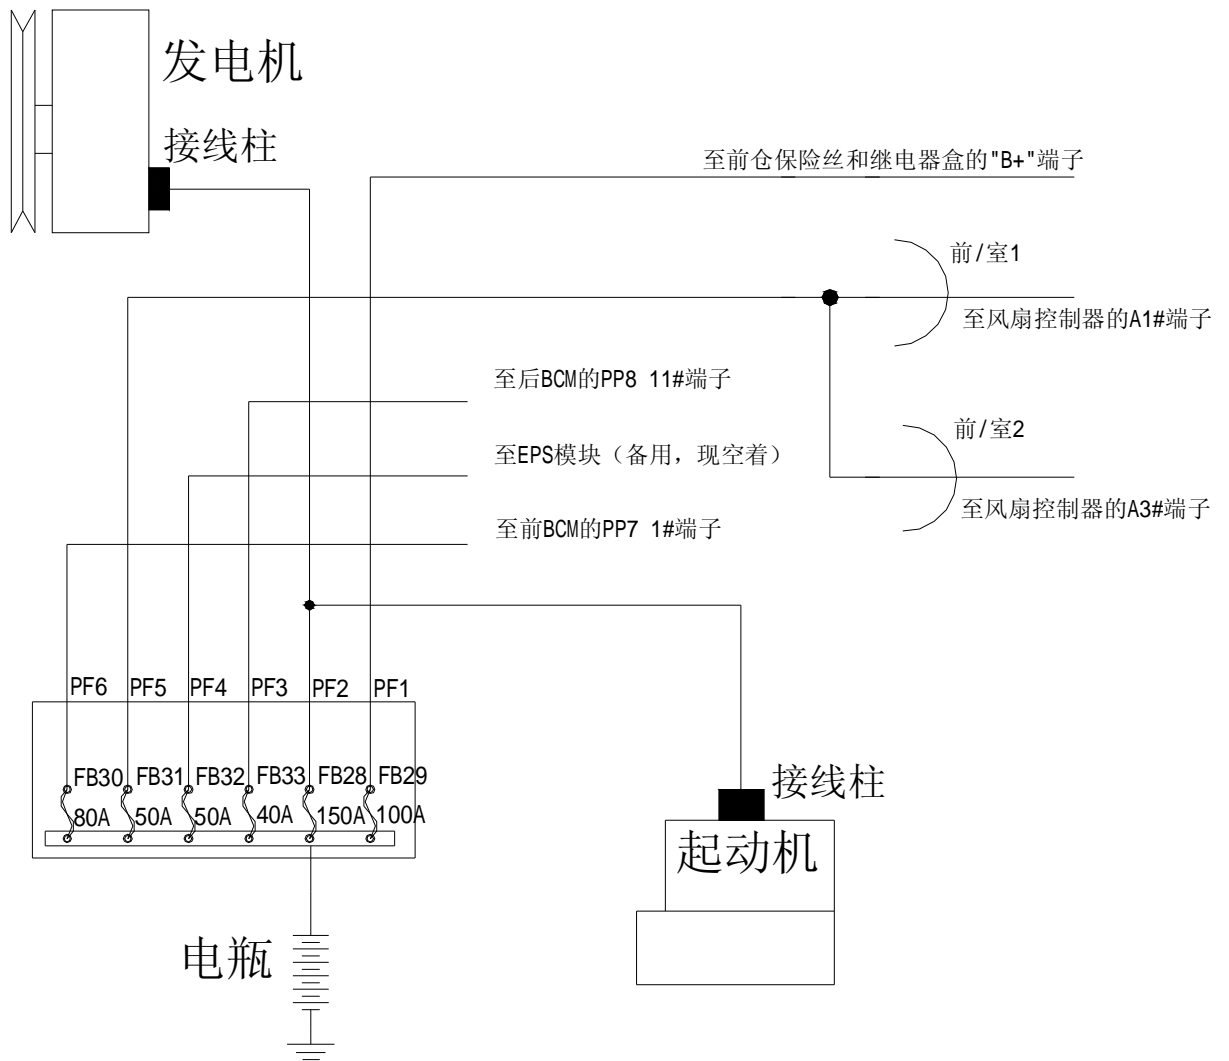 发电机
接线柱
至前仓保险丝和继电器盒的"B+"端子
前/室1
至风扇控制器的A1#端子
至后BCM的PP8 11#端子
前/室2
至EPS模块（备用，现空着）
至风扇控制器的A3#端子
至前BCM的PP7 1#端子
PF6 PF5 PF4 PF3 PF2 PF1
FB30 FB31 FB32 FB33 FB28 FB29
80A 50A 50A 40A 150A 100A
接线柱
起动机
电瓶